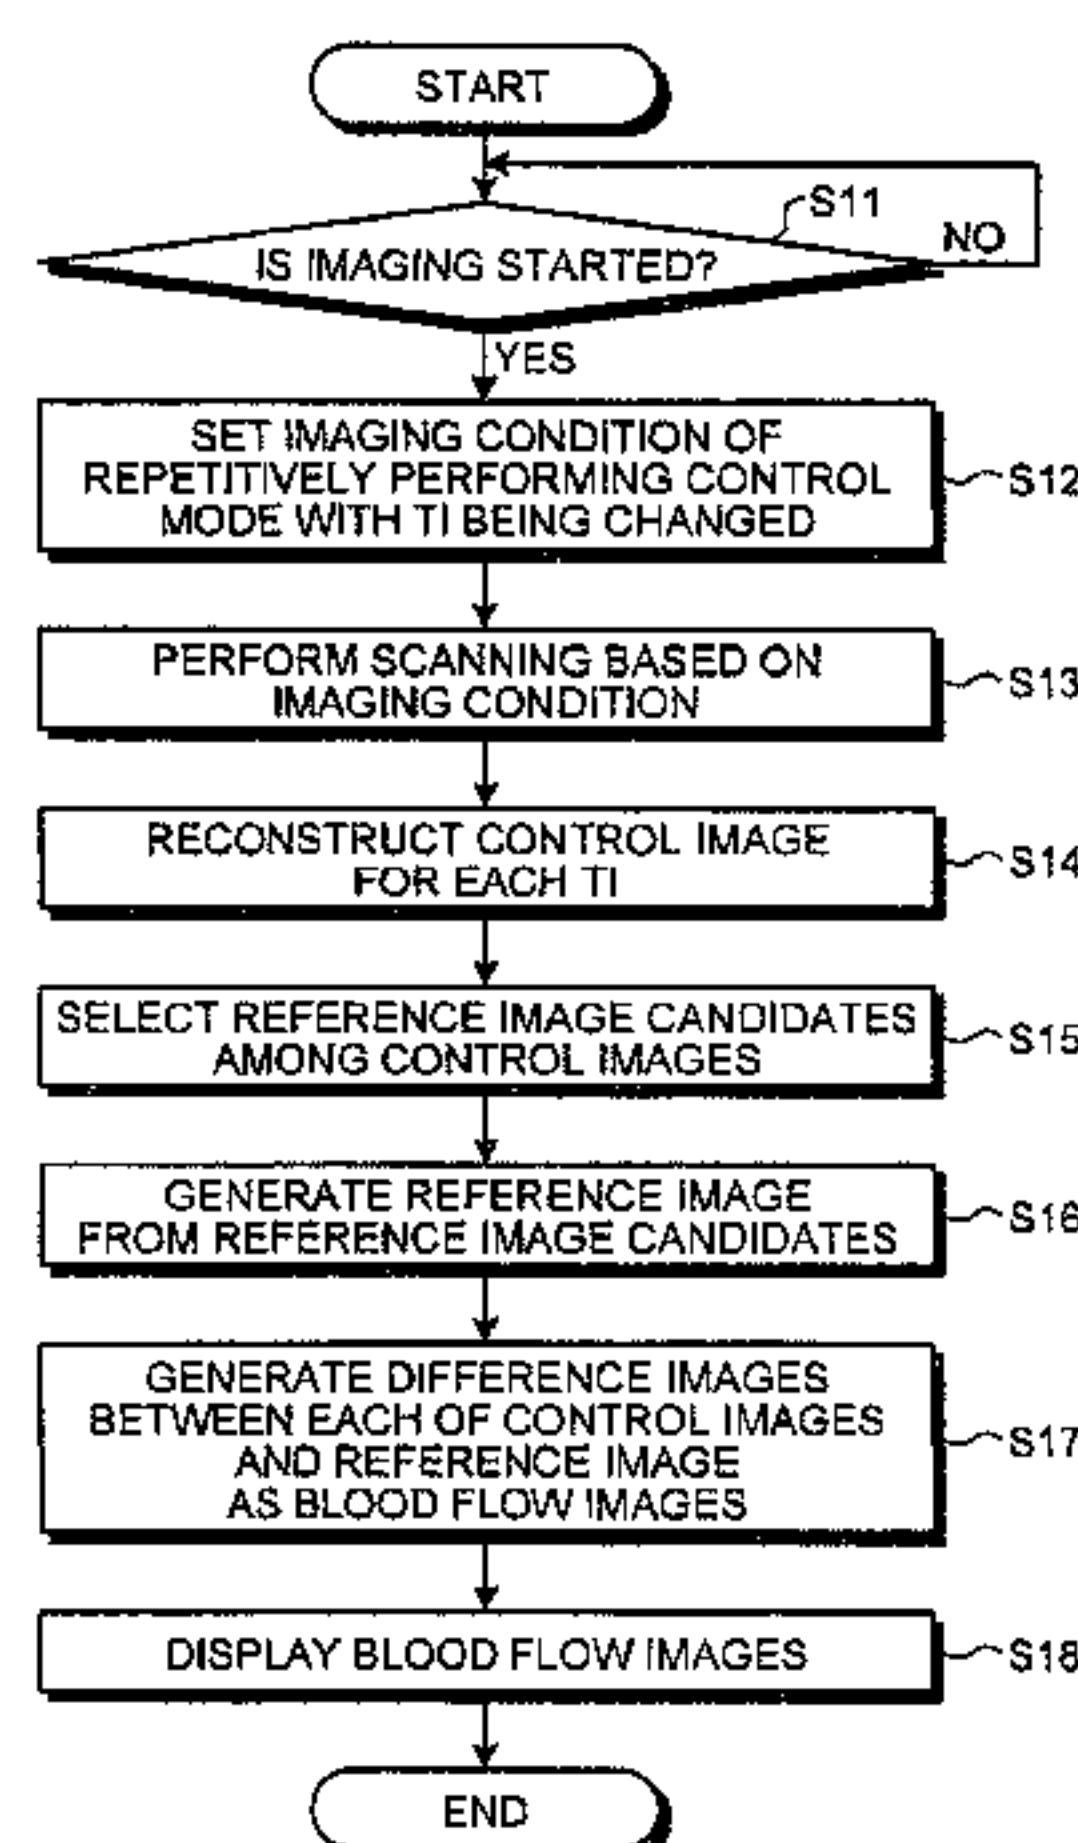 START
S11
IS IMAGING STARTED?
NO
YES
SET IMAGING CONDITION OF
REPETITIVELY PERFORMING CONTROL
MODE WITH TI BEING CHANGED
S12
PERFORM SCANNING BASED ON
IMAGING CONDITION
S13
RECONSTRUCT CONTROL IMAGE
FOR EACH TI
S14
SELECT REFERENCE IMAGE CANDIDATES
AMONG CONTROL IMAGES
S15
GENERATE REFERENCE IMAGE
FROM REFERENCE IMAGE CANDIDATES
S16
GENERATE DIFFERENCE IMAGES
BETWEEN EACH OF CONTROL IMAGES
AND REFERENCE IMAGE
AS BLOOD FLOW IMAGES
S17
DISPLAY BLOOD FLOW IMAGES
S18
END